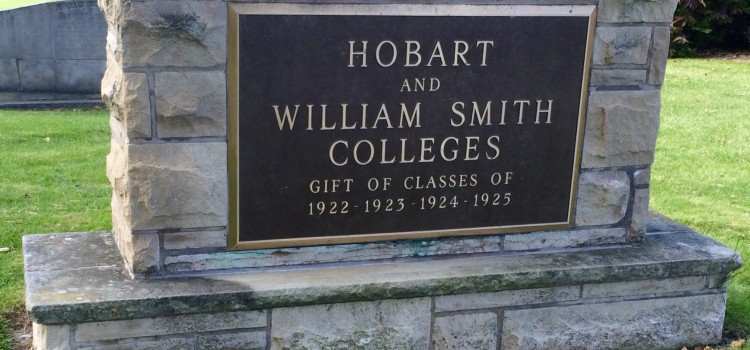 HOBART
AND
WILLIAM SMITH
COLLEGES
GIFT OF CLASSES OF
1922-1923-1924-1925